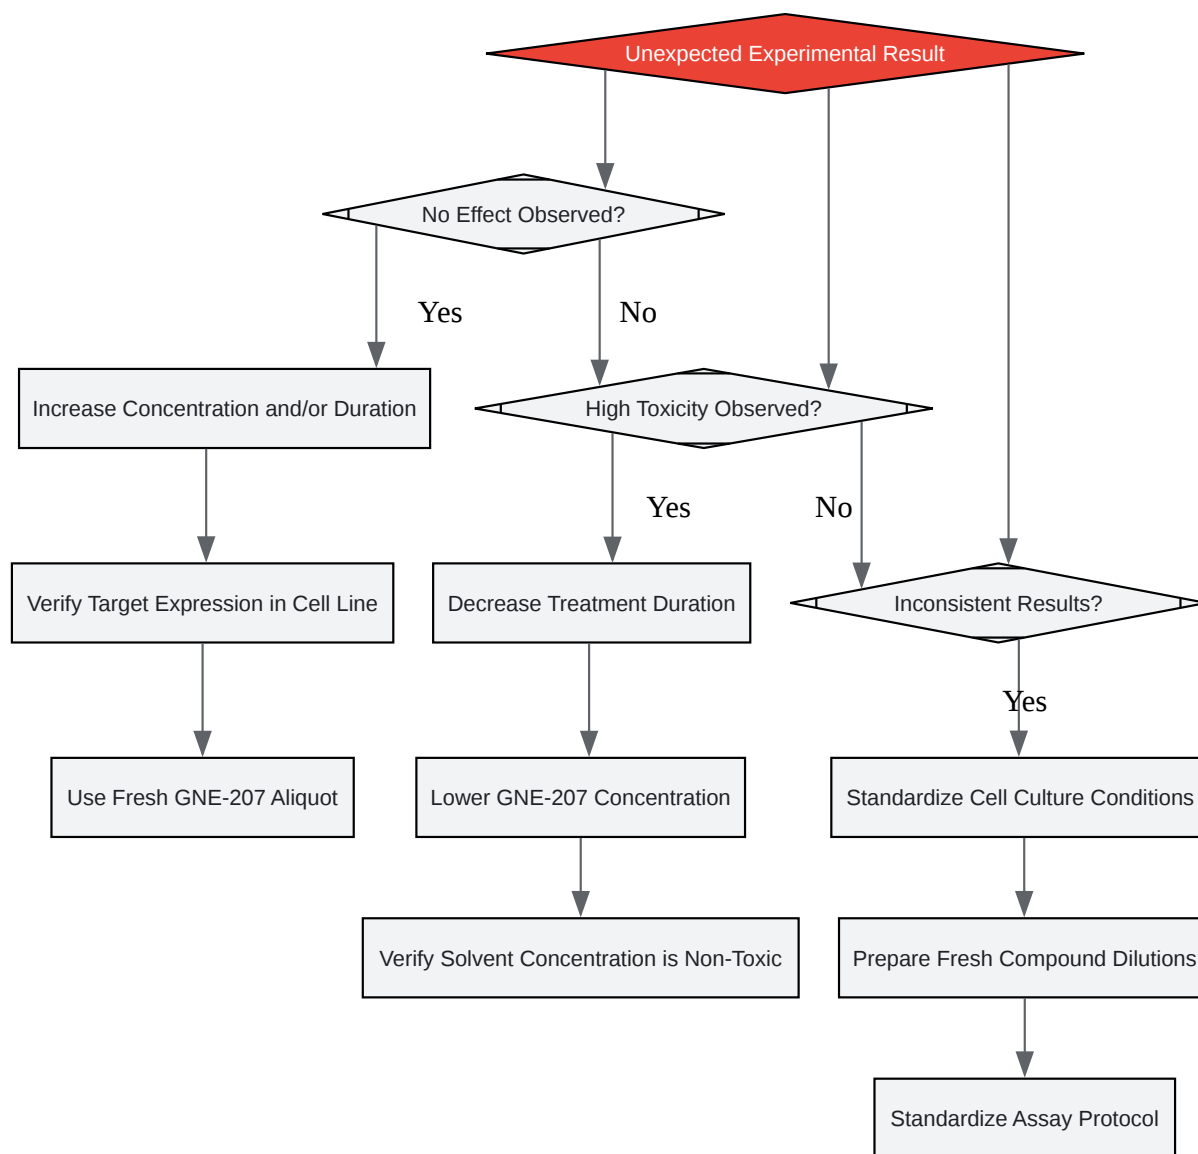 Unexpected Experimental Result
No Effect Observed?
Yes
No
Increase Concentration and/or Duration
High Toxicity Observed?
Yes
No
Verify Target Expression in Cell Line
Decrease Treatment Duration
Inconsistent Results?
Yes
Use Fresh GNE-207 Aliquot
Lower GNE-207 Concentration
Standardize Cell Culture Conditions
Verify Solvent Concentration is Non-Toxic
Prepare Fresh Compound Dilutions
Standardize Assay Protocol